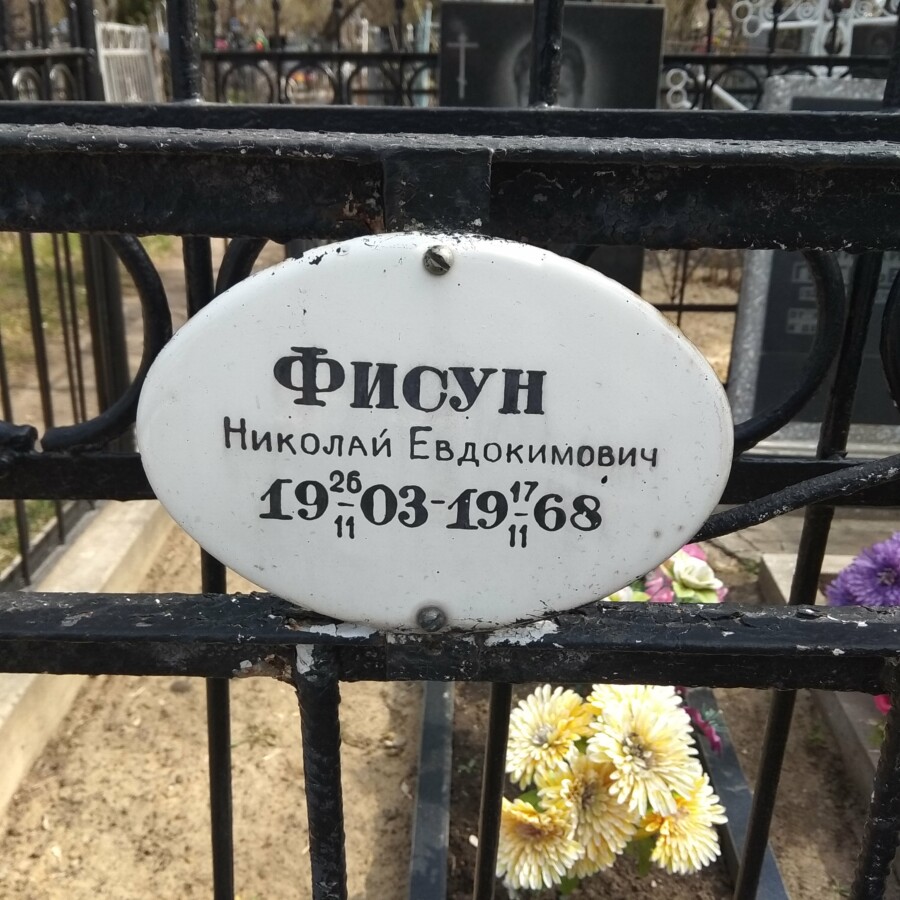 Фисун
Николай Евдокимович
19 26/11 03-19 17/11 68